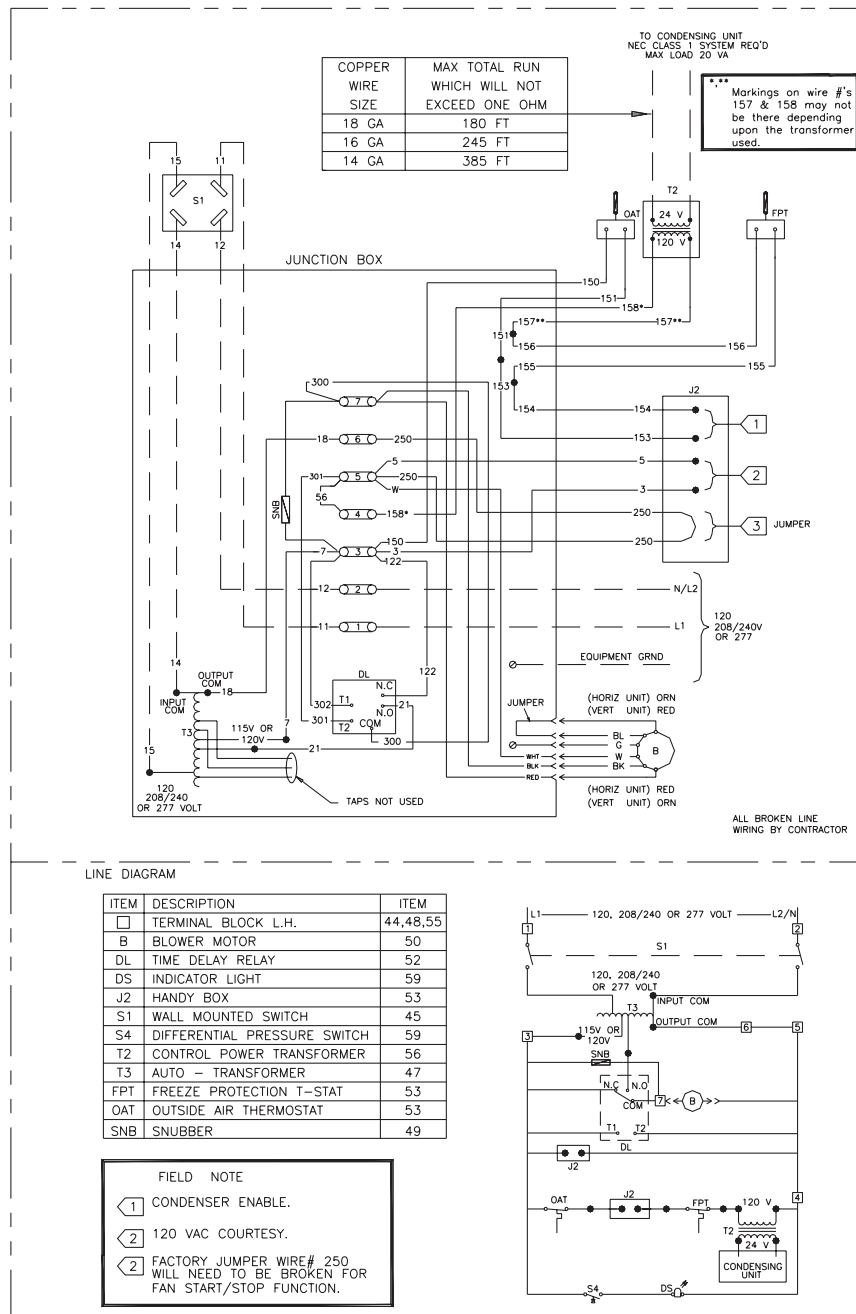 TO CONDENSING UNIT
NEC CLASS 1 SYSTEM REQ'D
MAX LOAD 20 VA
COPPER WIRE SIZE MAX TOTAL RUN WHICH WILL NOT EXCEED ONE OHM
18 GA 180 FT
16 GA 245 FT
14 GA 385 FT
*,**
Markings on wire #'s
157 & 158 may not
be there depending
upon the transformer
used.
15 11
S1
14 12
T2
24 V
120 V
OAT
FPT
JUNCTION BOX
150
151
158*
157** 157**
151
156 156
155 155
153
J2
300
7
154 154
1
153
18 6 250
5 5
301 5 250
2
W
3
56
SNB
4 158*
250
3 JUMPER
250
150
7 3 3
122
12 2 N/L2
11 1 L1
120
208/240V
OR 277
EQUIPMENT GRND
14
OUTPUT
COM
INPUT
COM
18
DL
N.C
122
302 T1
21
N.O
301 T2
COM
300
JUMPER
(HORIZ UNIT) ORN
(VERT UNIT) RED
7
115V OR
120V
T3
21
15
BL
G
B
WHT W
BLK BK
RED
(HORIZ UNIT) RED
(VERT UNIT) ORN
120
208/240
OR 277 VOLT
TAPS NOT USED
ALL BROKEN LINE
WIRING BY CONTRACTOR
LINE DIAGRAM
ITEM DESCRIPTION ITEM
TERMINAL BLOCK L.H. 44,48,55
B BLOWER MOTOR 50
DL TIME DELAY RELAY 52
DS INDICATOR LIGHT 59
J2 HANDY BOX 53
S1 WALL MOUNTED SWITCH 45
S4 DIFFERENTIAL PRESSURE SWITCH 59
T2 CONTROL POWER TRANSFORMER 56
T3 AUTO – TRANSFORMER 47
FPT FREEZE PROTECTION T-STAT 53
OAT OUTSIDE AIR THERMOSTAT 53
SNB SNUBBER 49
FIELD NOTE
1 CONDENSER ENABLE.
2 120 VAC COURTESY.
2 FACTORY JUMPER WIRE# 250
WILL NEED TO BE BROKEN FOR
FAN START/STOP FUNCTION.
L1 120, 208/240 OR 277 VOLT L2/N
1 2
S1
120, 208/240
OR 277 VOLT
INPUT COM
T3
OUTPUT COM
3
115V OR
120V
6 5
SNB
N.C N.O
COM
7 B
T1 T2
DL
J2
OAT J2 FPT 120 V
4
T2
24 V
CONDENSING
UNIT
S4 DS